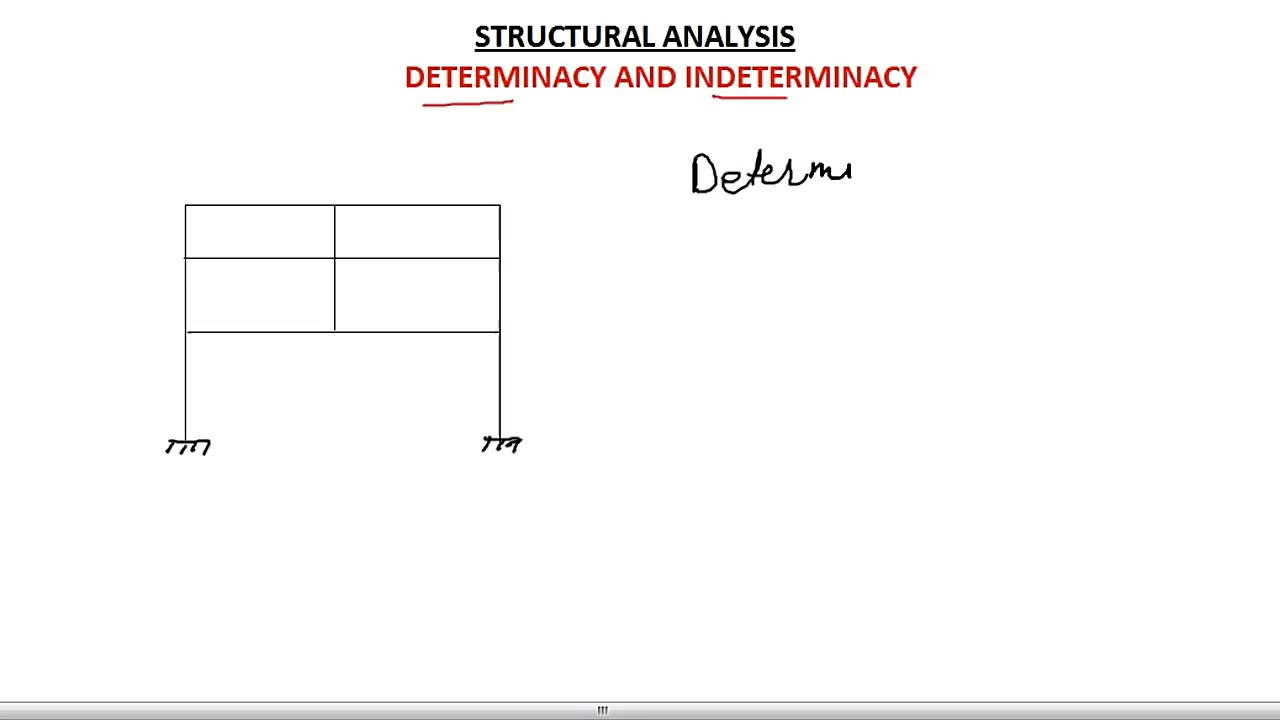 STRUCTURAL ANALYSIS
DETERMINACY AND INDETERMINACY
Determi